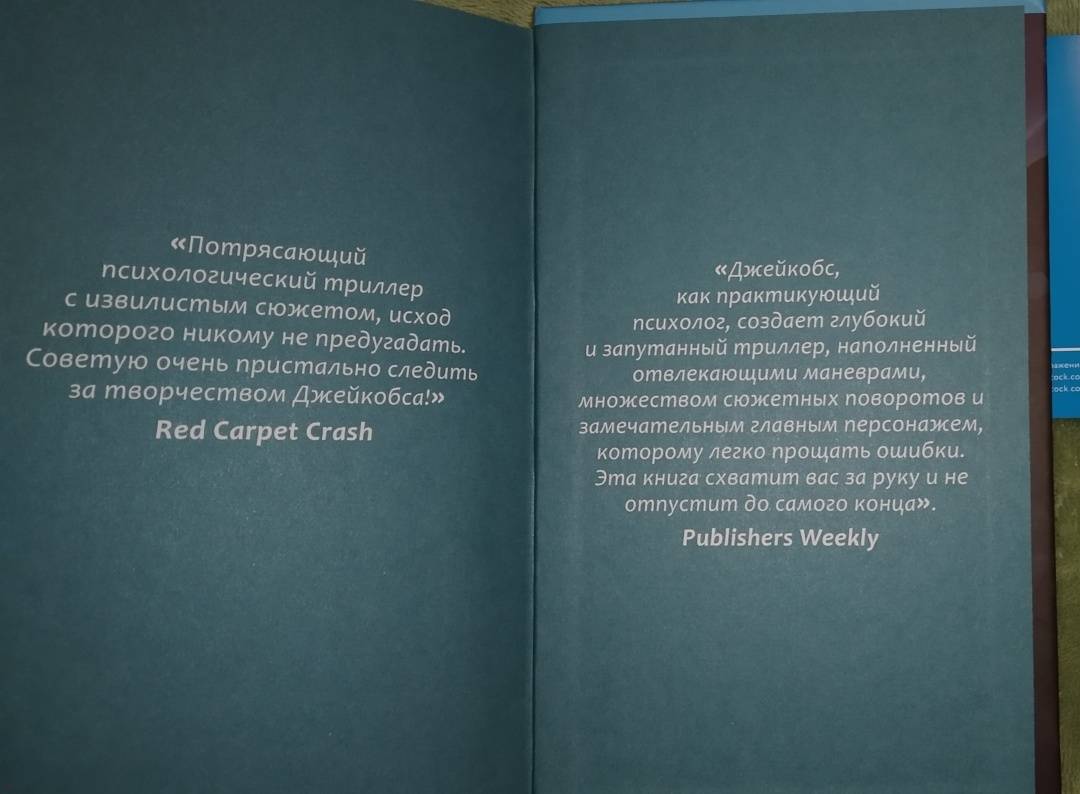 «Потрясающий
психологический триллер
с извилистым сюжетом, исход
которого никому не предугадать.
Советую очень пристально следить
за творчеством Джейкобса!»
Red Carpet Crash
«Джейкобс,
как практикующий
психолог, создает глубокий
и запутанный триллер, наполненный
отвлекающими маневрами,
множеством сюжетных поворотов и
замечательным главным персонажем,
которому легко прощать ошибки.
Эта книга схватит вас за руку и не
отпустит до самого конца».
Publishers Weekly